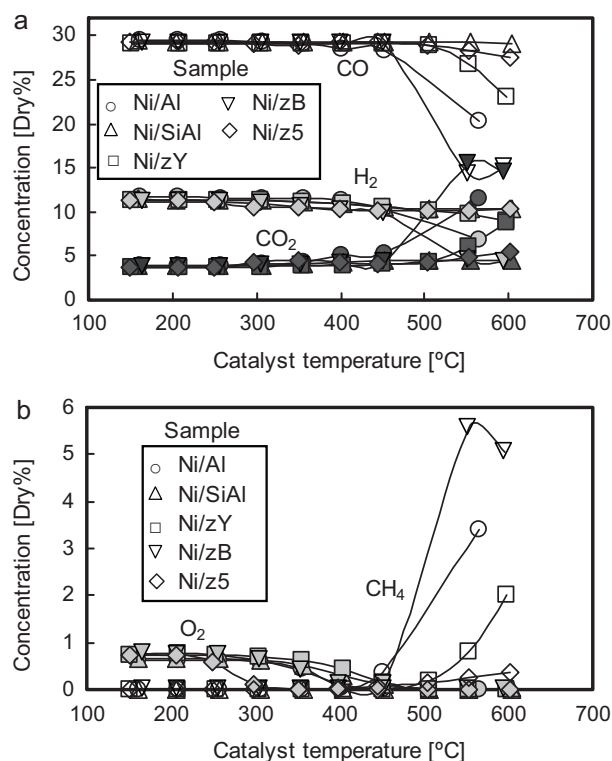 a
Concentration [Dry%]
30
25
20
15
10
5
0
Sample
Ni/Al
Ni/zB
Ni/SiAl
Ni/z5
Ni/zY
CO
H₂
CO₂
100 200 300 400 500 600 700
Catalyst temperature [ºC]
b
Concentration [Dry%]
6
5
4
3
2
1
0
Sample
Ni/Al
Ni/SiAl
Ni/zY
Ni/zB
Ni/z5
O₂
CH₄
100 200 300 400 500 600 700
Catalyst temperature [ºC]